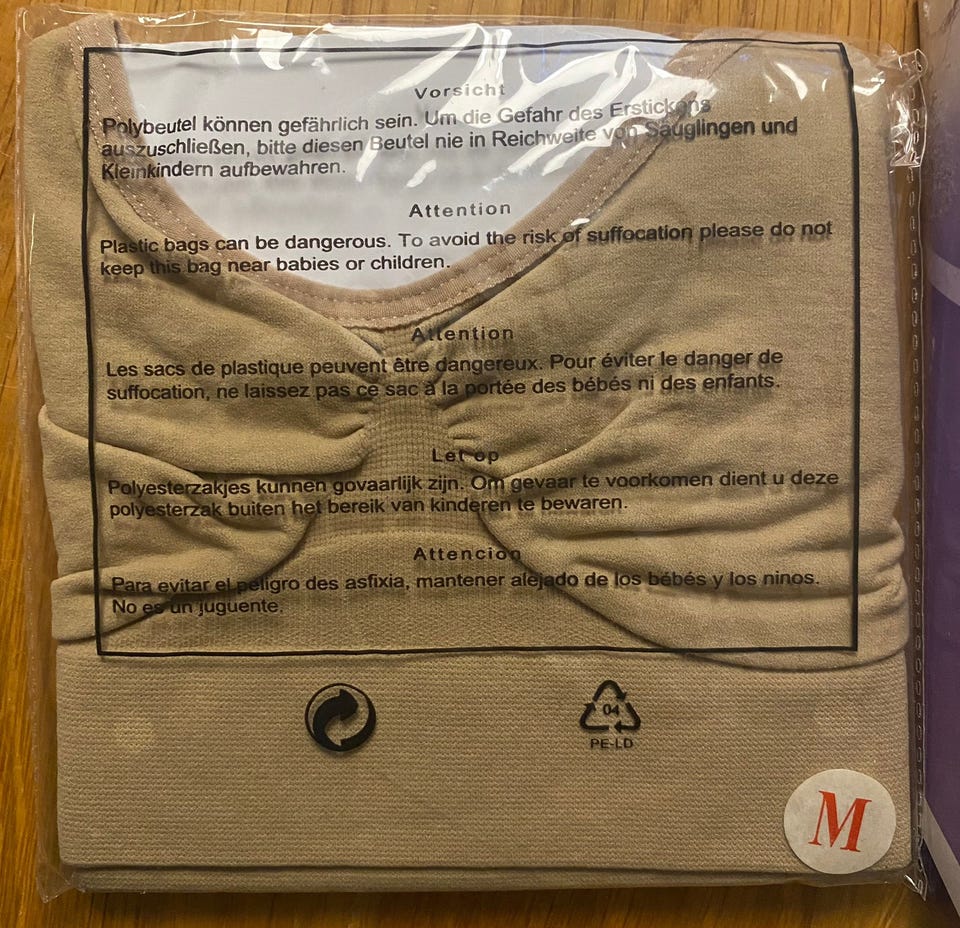 Vorsicht
Polybeutel können gefährlich sein. Um die Gefahr des Erstickens
auszuschließen, bitte diesen Beutel nie in Reichweite von Säuglingen und
Kleinkindern aufbewahren.
Attention
Plastic bags can be dangerous. To avoid the risk of suffocation please do not
keep this bag near babies or children.
Attention
Les sacs de plastique peuvent être dangereux. Pour éviter le danger de
suffocation, ne laissez pas ce sac à la portée des bébés ni des enfants.
Let op
Polyesterzakjes kunnen govaarlijk zijn. Om gevaar te voorkomen dient u deze
polyesterzak buiten het bereik van kinderen te bewaren.
Attencion
Para evitar el peligro des asfixia, mantener alejado de los bébés y los ninos.
No es un juguente.
04
PE-LD
M